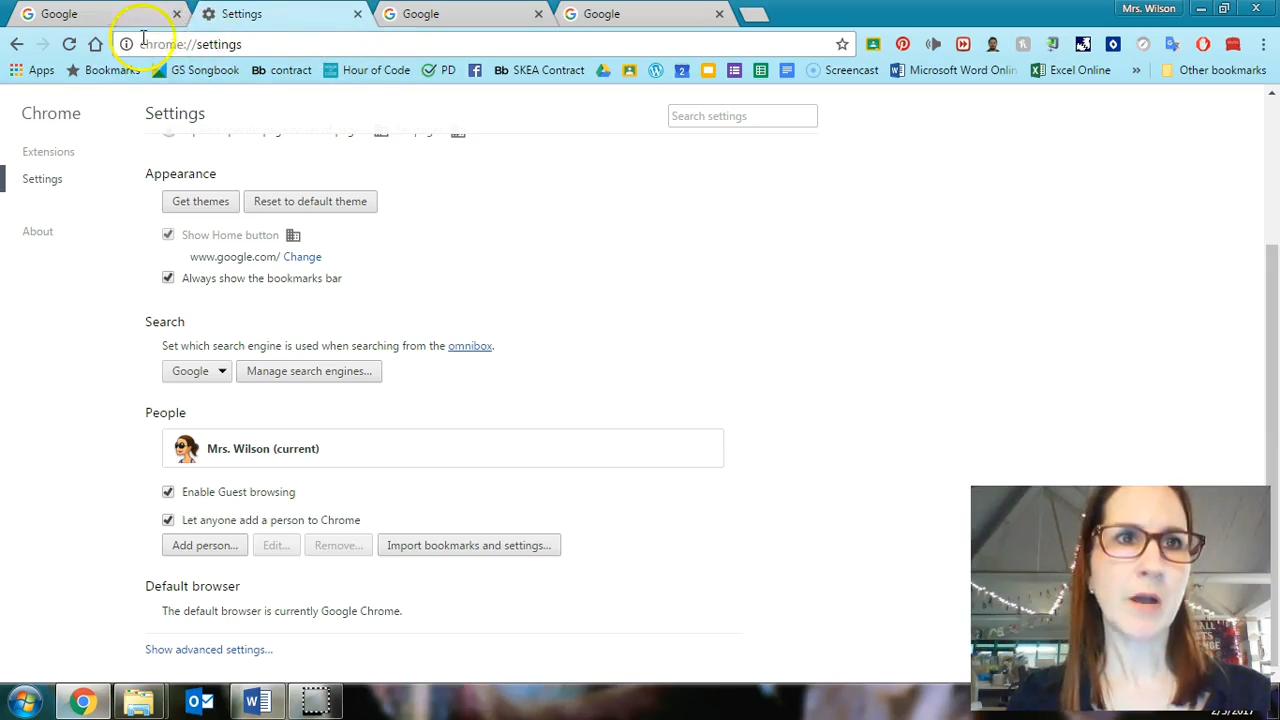 Google Settings Google Google Mrs. Wilson
chrome://settings
Apps Bookmarks GS Songbook Bb contract Hour of Code PD Bb SKEA Contract 2 Screencast Microsoft Word Onlin Excel Online » Other bookmarks
Chrome Settings Search settings
Extensions
Settings
About
Appearance
Get themes Reset to default theme
Show Home button
www.google.com/ Change
Always show the bookmarks bar
Search
Set which search engine is used when searching from the omnibox.
Google Manage search engines...
People
Mrs. Wilson (current)
Enable Guest browsing
Let anyone add a person to Chrome
Add person... Edit... Remove... Import bookmarks and settings...
Default browser
The default browser is currently Google Chrome.
Show advanced settings...